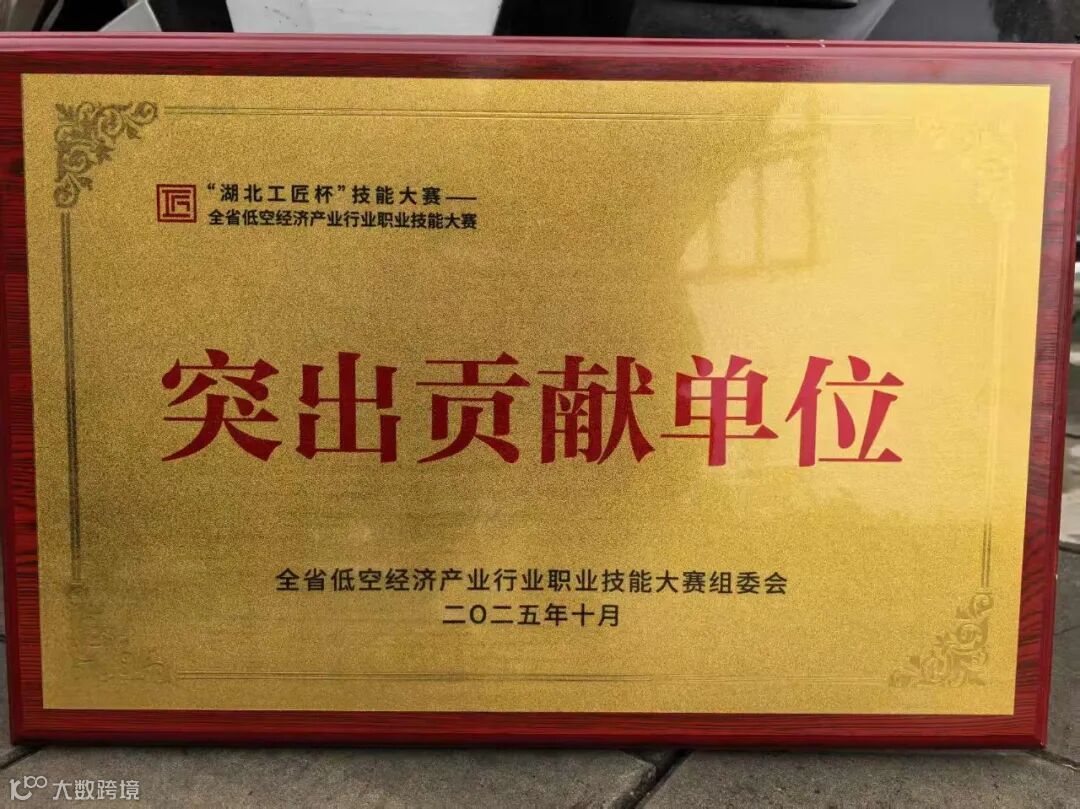 “湖北工匠杯”技能大赛——
全省低空经济产业行业职业技能大赛
突出贡献单位
全省低空经济产业行业职业技能大赛组委会
二〇二五年十月
大数跨境